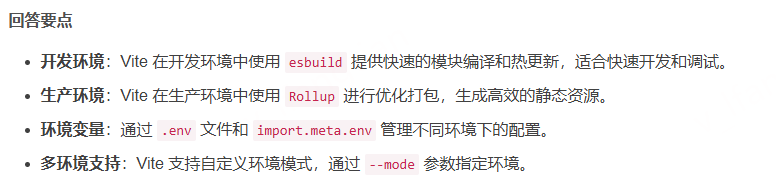 回答要点
开发环境：Vite 在开发环境中使用 esbuild 提供快速的模块编译和热更新，适合快速开发和调试。
生产环境：Vite 在生产环境中使用 Rollup 进行优化打包，生成高效的静态资源。
环境变量：通过 .env 文件和 import.meta.env 管理不同环境下的配置。
多环境支持：Vite 支持自定义环境模式，通过 --mode 参数指定环境。